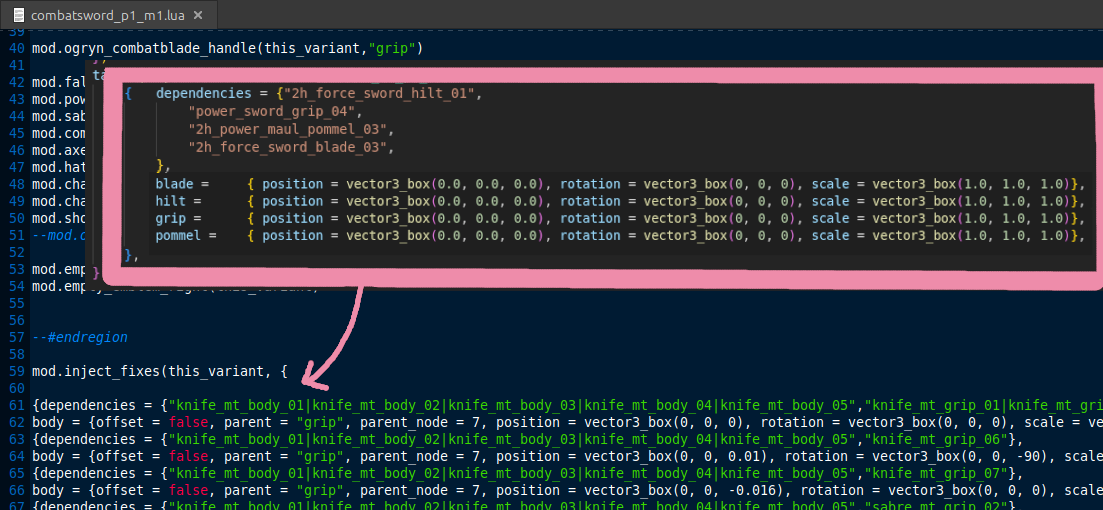 combatsword_p1_m1.lua ×
39
40 mod.ogryn_combatblade_handle(this_variant,"grip")
41
42 mod.fal
43 mod.pow
44 mod.sab
45 mod.com
46 mod.axe
47 mod.hat
48 mod.cha
49 mod.cha
50 mod.sho
51 --mod.
52
53 mod.emp
54
55
56
57 --#endregion
58
59 mod.inject_fixes(this_variant, {
60
61 {dependencies = {"knife_mt_body_01|knife_mt_body_02|knife_mt_body_03|knife_mt_body_04|knife_mt_body_05","knife_mt_grip_01|knife_mt_gri
62 body = {offset = false, parent = "grip", parent_node = 7, position = vector3_box(0, 0, 0), rotation = vector3_box(0, 0, 0), scale = ve
63 {dependencies = {"knife_mt_body_01|knife_mt_body_02|knife_mt_body_03|knife_mt_body_04|knife_mt_body_05","knife_mt_grip_06"},
64 body = {offset = false, parent = "grip", parent_node = 7, position = vector3_box(0, 0, 0.01), rotation = vector3_box(0, 0, -90), scale
65 {dependencies = {"knife_mt_body_01|knife_mt_body_02|knife_mt_body_03|knife_mt_body_04|knife_mt_body_05","knife_mt_grip_07"},
66 body = {offset = false, parent = "grip", parent_node = 7, position = vector3_box(0, 0, -0.016), rotation = vector3_box(0, 0, 0), scale
67 {dependencies = {"knife_mt_body_01|knife_mt_body_02|knife_mt_body_03|knife_mt_body_04|knife_mt_body_05","sabre_mt_grip_02"},
ta
{ dependencies = {"2h_force_sword_hilt_01",
"power_sword_grip_04",
"2h_power_maul_pommel_03",
"2h_force_sword_blade_03",
},
blade = { position = vector3_box(0.0, 0.0, 0.0), rotation = vector3_box(0, 0, 0), scale = vector3_box(1.0, 1.0, 1.0)},
hilt = { position = vector3_box(0.0, 0.0, 0.0), rotation = vector3_box(0, 0, 0), scale = vector3_box(1.0, 1.0, 1.0)},
grip = { position = vector3_box(0.0, 0.0, 0.0), rotation = vector3_box(0, 0, 0), scale = vector3_box(1.0, 1.0, 1.0)},
pommel = { position = vector3_box(0.0, 0.0, 0.0), rotation = vector3_box(0, 0, 0), scale = vector3_box(1.0, 1.0, 1.0)},
},
}